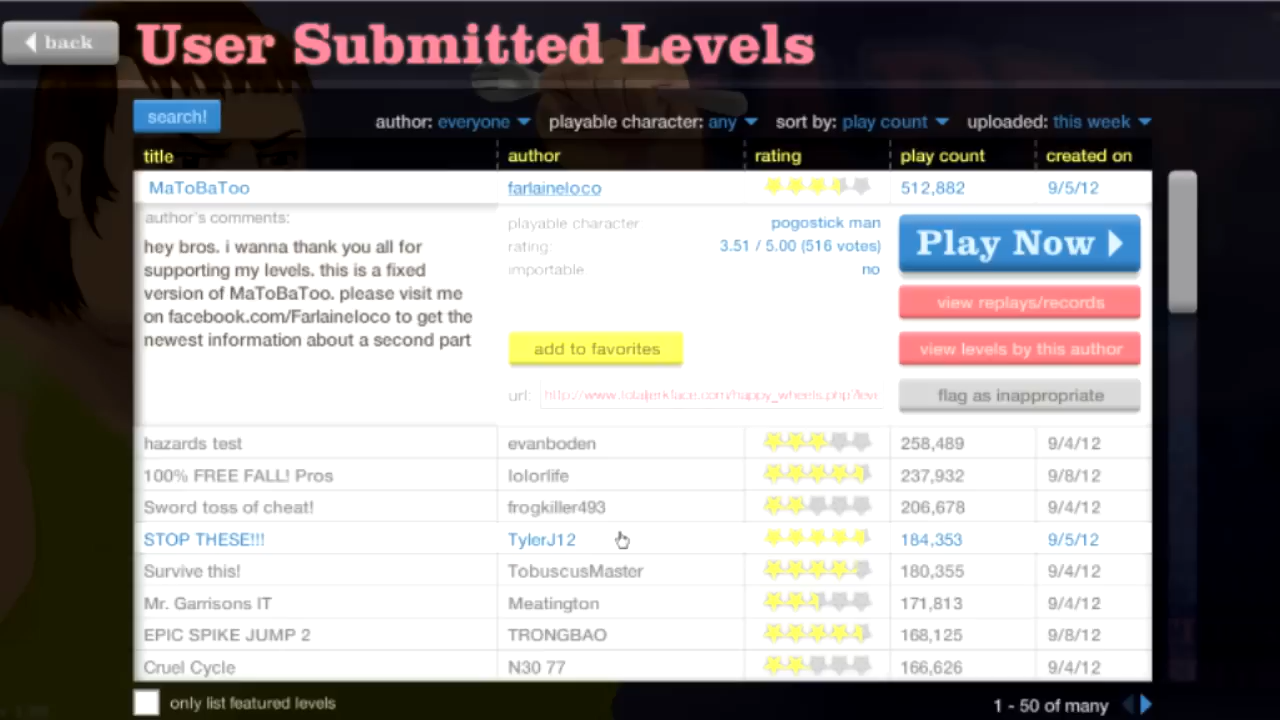 back
User Submitted Levels
search!
author: everyone playable character: any sort by: play count uploaded: this week
title author rating play count created on
MaToBaToo farlaineloco 512,882 9/5/12
author's comments:
hey bros. i wanna thank you all for
supporting my levels. this is a fixed
version of MaToBaToo. please visit me
on facebook.com/Farlaineloco to get the
newest information about a second part
playable character pogostick man
rating: 3.51 / 5.00 (516 votes)
importable no
add to favorites
url: http://www.totaljerkface.com/happy_wheels.php?leve
Play Now
view replays/records
view levels by this author
flag as inappropriate
hazards test evanboden 258,489 9/4/12
100% FREE FALL! Pros lolorlife 237,932 9/8/12
Sword toss of cheat! frogkiller493 206,678 9/4/12
STOP THESE!!! TylerJ12 184,353 9/5/12
Survive this! TobuscusMaster 180,355 9/4/12
Mr. Garrisons IT Meatington 171,813 9/4/12
EPIC SPIKE JUMP 2 TRONGBAO 168,125 9/8/12
Cruel Cycle N30 77 166,626 9/4/12
only list featured levels
1 - 50 of many